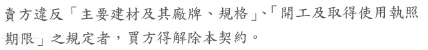 賣方違反「主要建材及其廠牌、規格」、「開工及取得使用執照
期限」之規定者，買方得解除本契約。